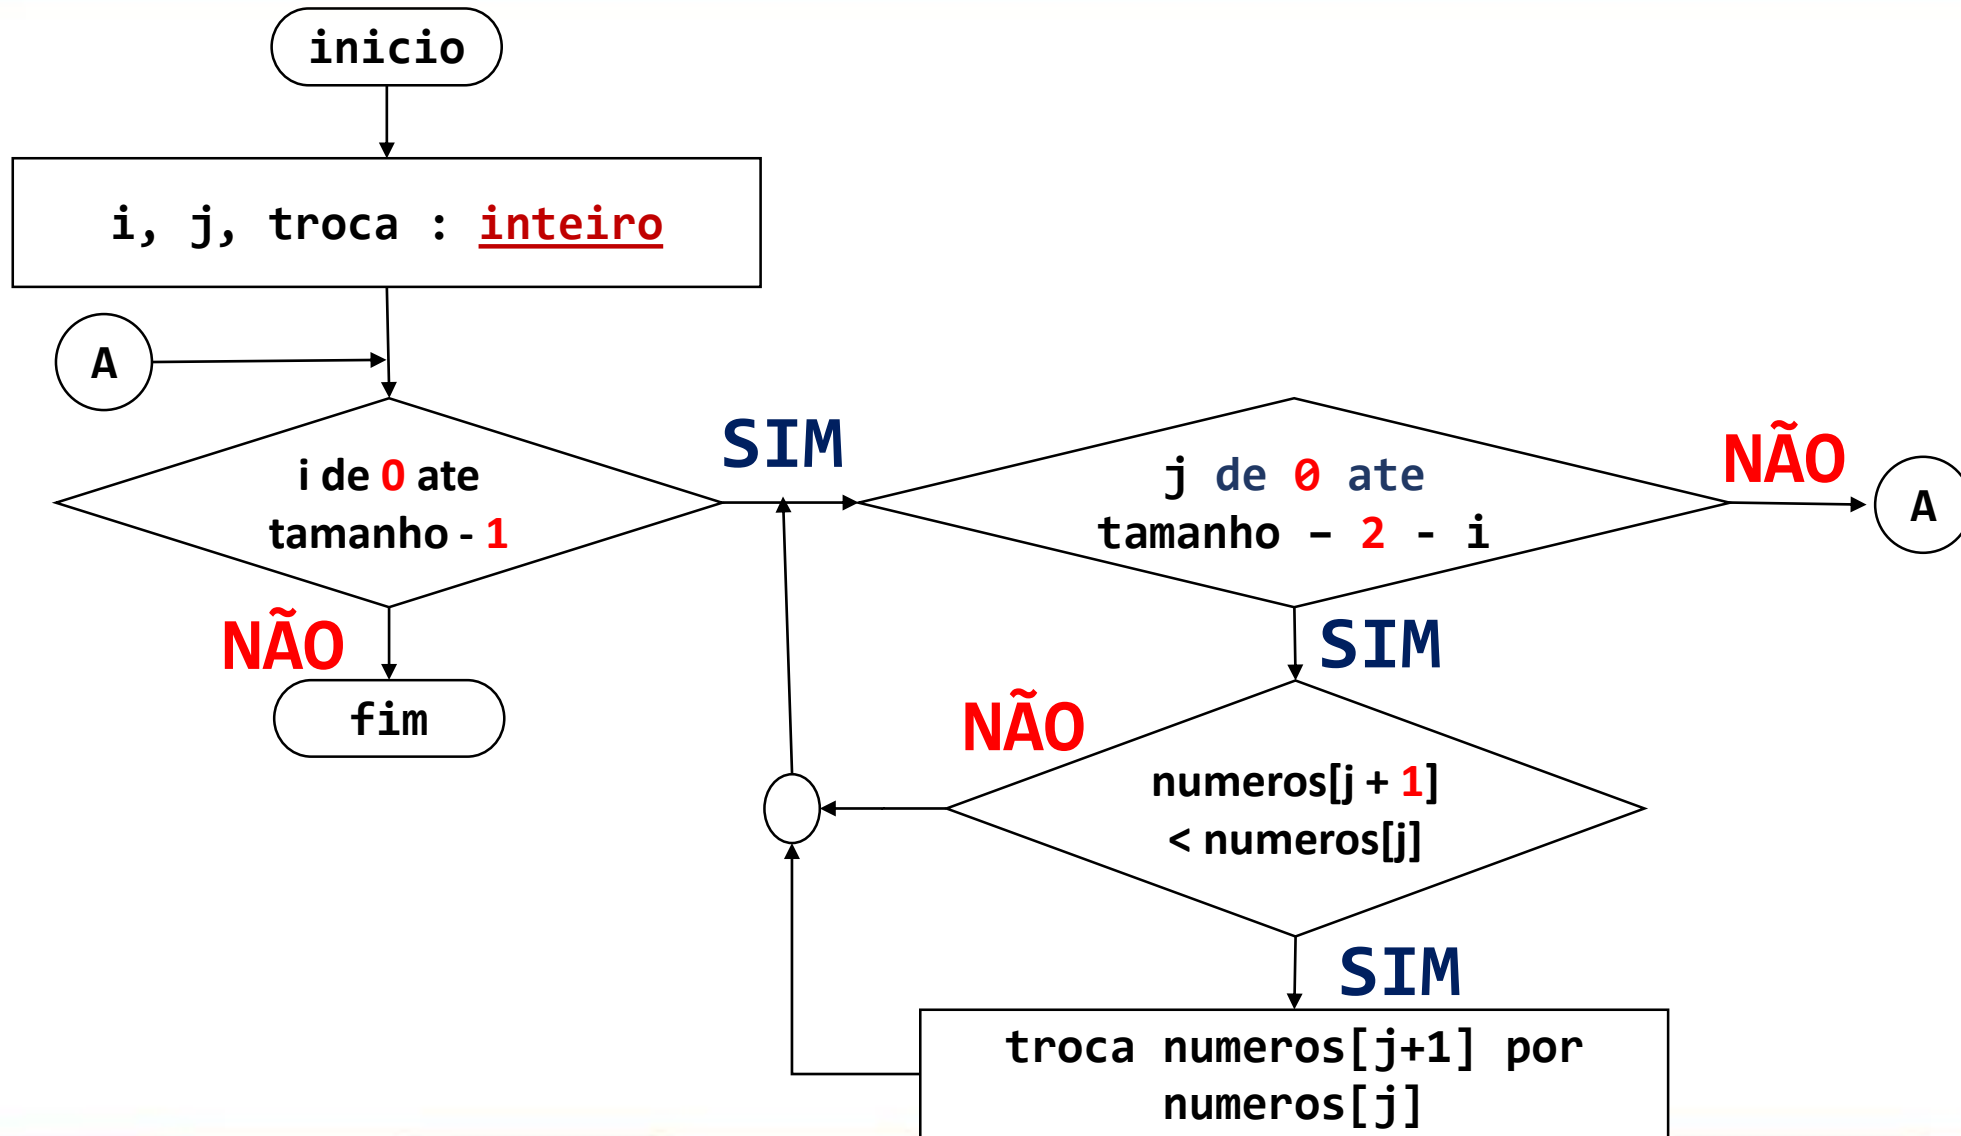 inicio
i, j, troca : inteiro
A
i de 0 ate
tamanho - 1
SIM
j de 0 ate
tamanho – 2 - i
NÃO
A
NÃO
fim
SIM
NÃO
numeros[j + 1]
< numeros[j]
SIM
troca numeros[j+1] por
numeros[j]